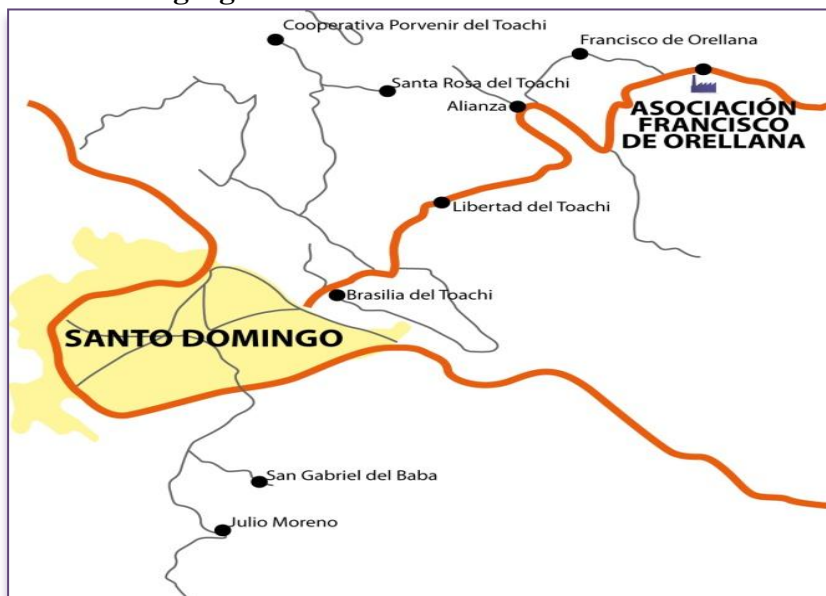 Cooperativa Porvenir del Toachi
Francisco de Orellana
Santa Rosa del Toachi
Alianza
ASOCIACIÓN
FRANCISCO
DE ORELLANA
Libertad del Toachi
Brasilia del Toachi
SANTO DOMINGO
San Gabriel del Baba
Julio Moreno